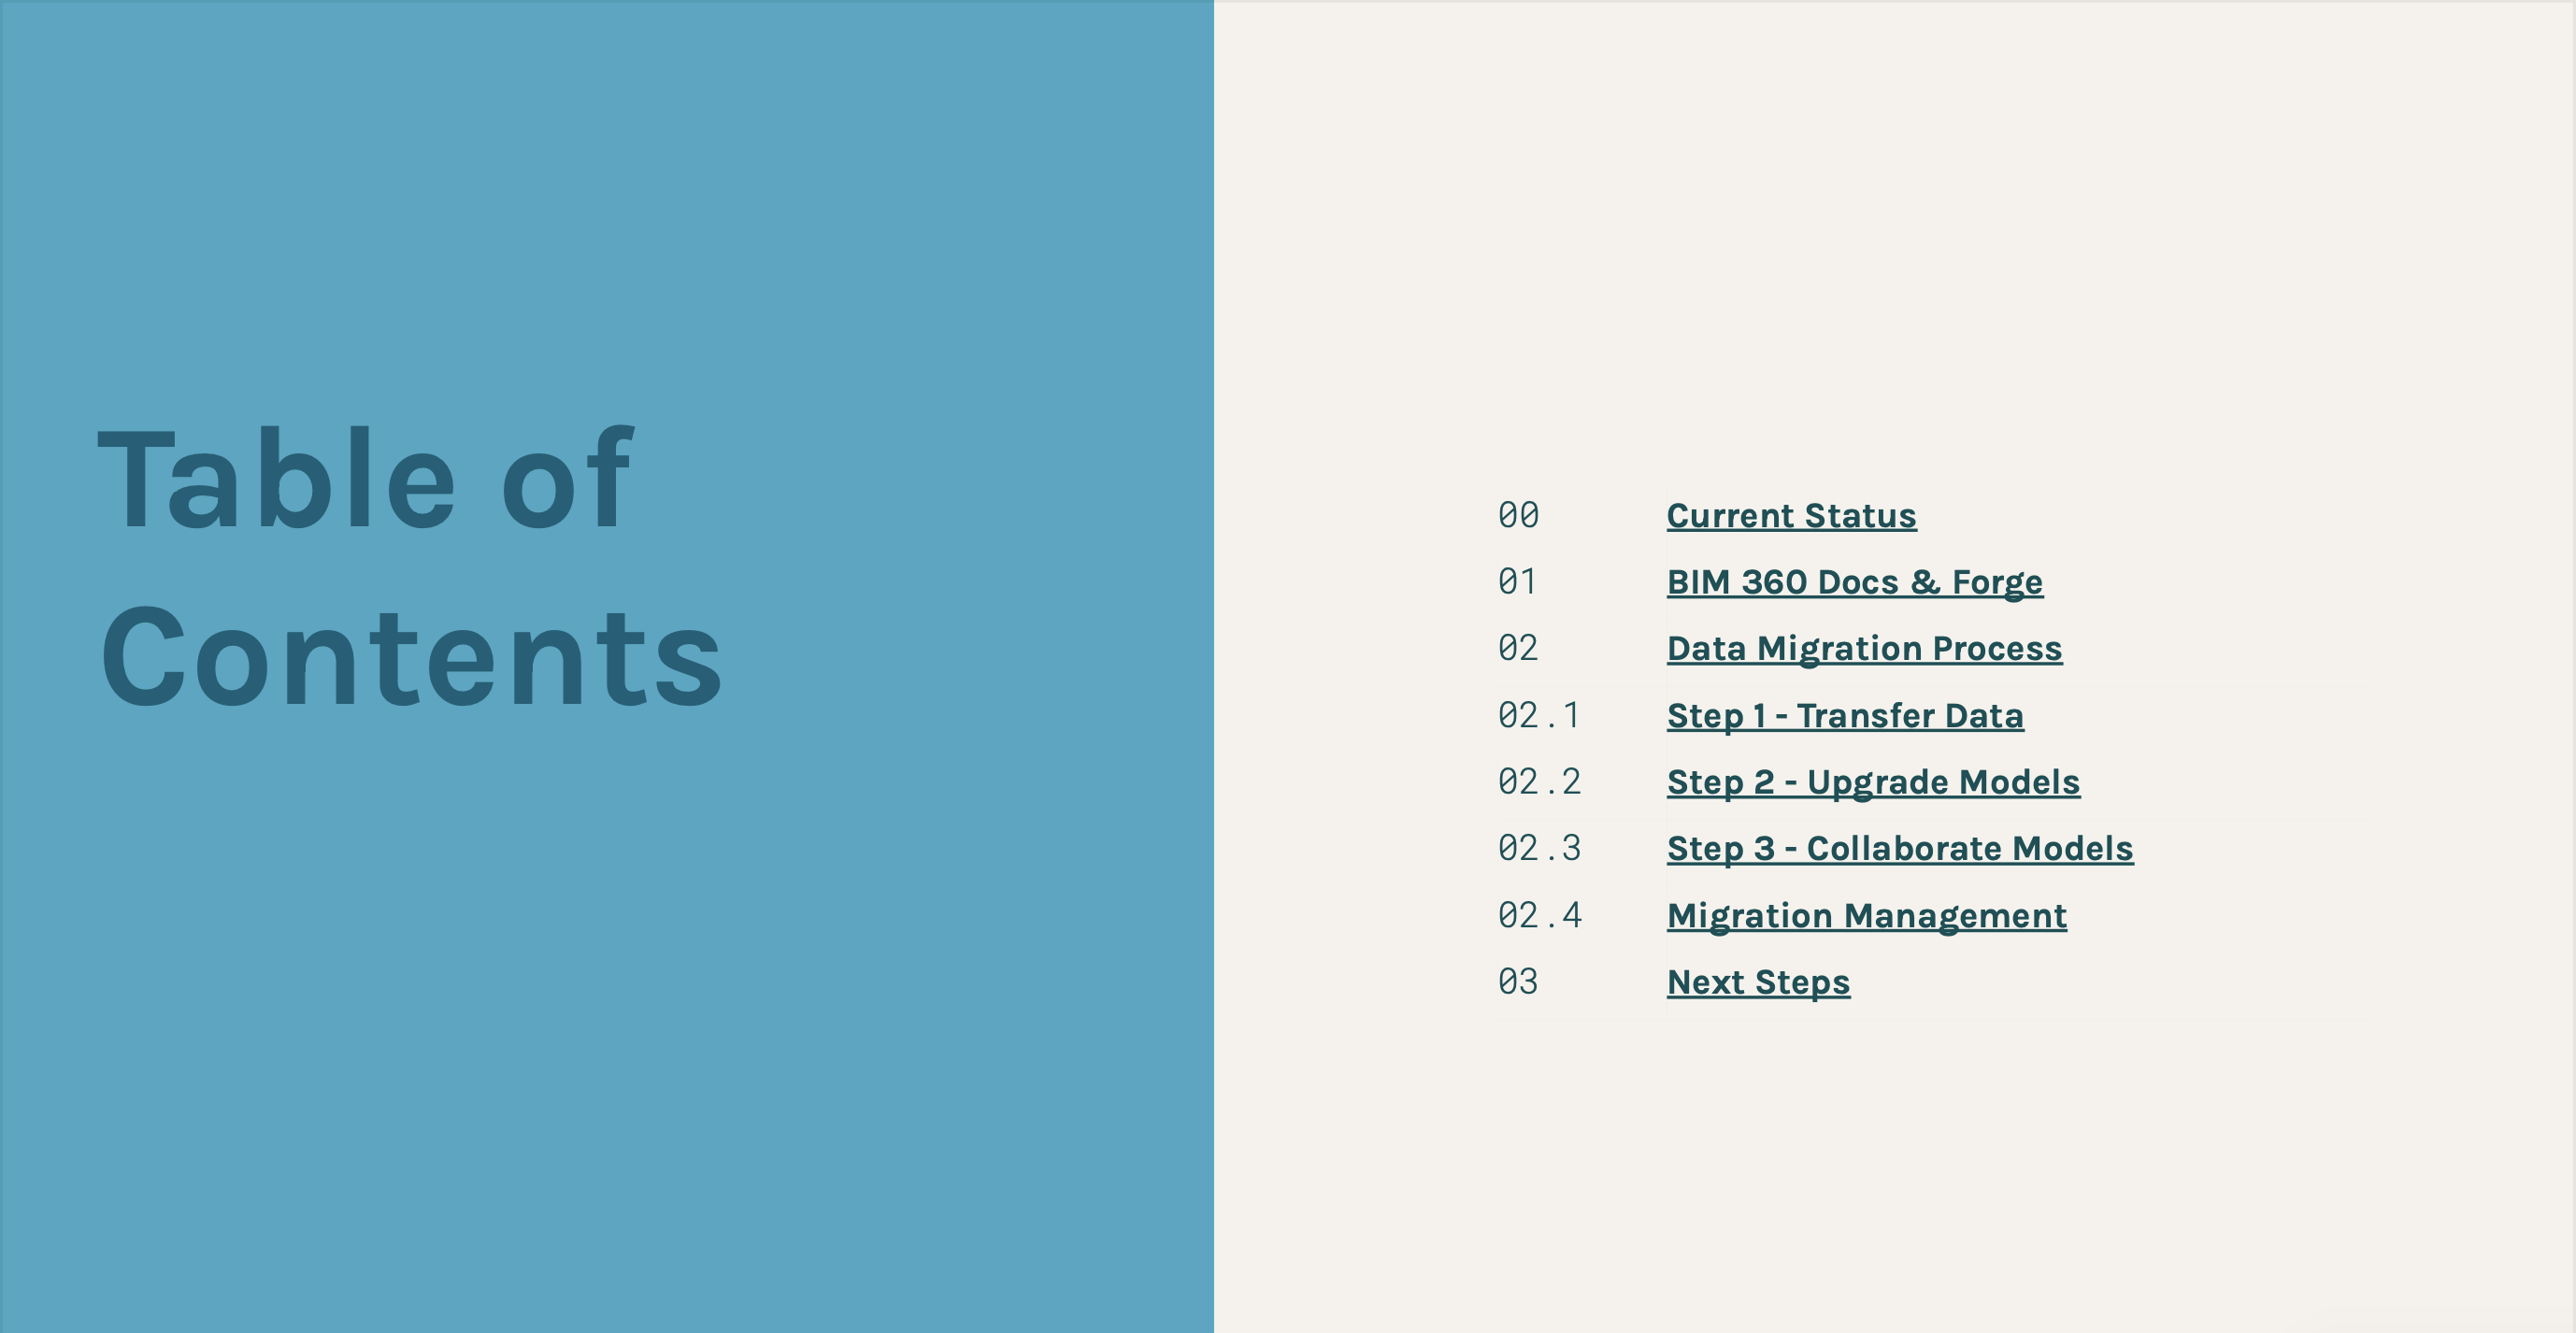 Table of
Contents
00 Current Status
01 BIM 360 Docs & Forge
02 Data Migration Process
02.1 Step 1 - Transfer Data
02.2 Step 2 - Upgrade Models
02.3 Step 3 - Collaborate Models
02.4 Migration Management
03 Next Steps